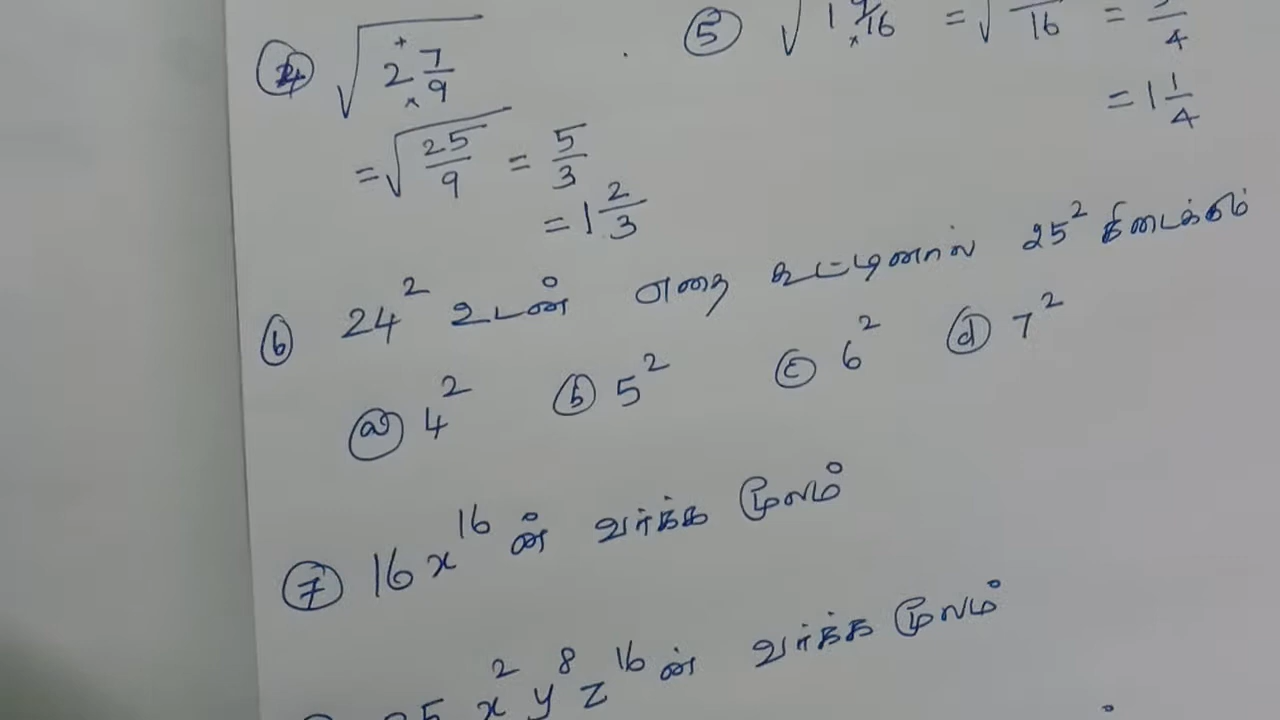 ④ √(2 7/9)
= √(25/9) = 5/3
= 1 2/3
⑤ √(1 9/16) = √( /16) = 5/4
= 1 1/4
⑥ 24² உடன் எதை கூட்டினால் 25² கிடைக்கும்
ⓐ 4² ⓑ 5² ⓒ 6² ⓓ 7²
⑦ 16x¹⁶ ன் வர்க்க மூலம்
25 x² y⁸ z¹⁶ ன் வர்க்க மூலம்